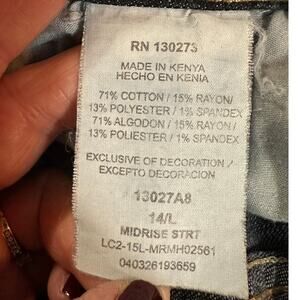 RN 130273
MADE IN KENYA
HECHO EN KENIA
71% COTTON / 15% RAYON/
13% POLYESTER / 1% SPANDEX
71% ALGODON / 15% RAYON/
13% POLIESTER / 1% SPANDEX
EXCLUSIVE OF DECORATION /
EXCEPTO DECORACION
13027A8
14/L
MIDRISE STRT
LC2-15L-MRMH02561
040326193659